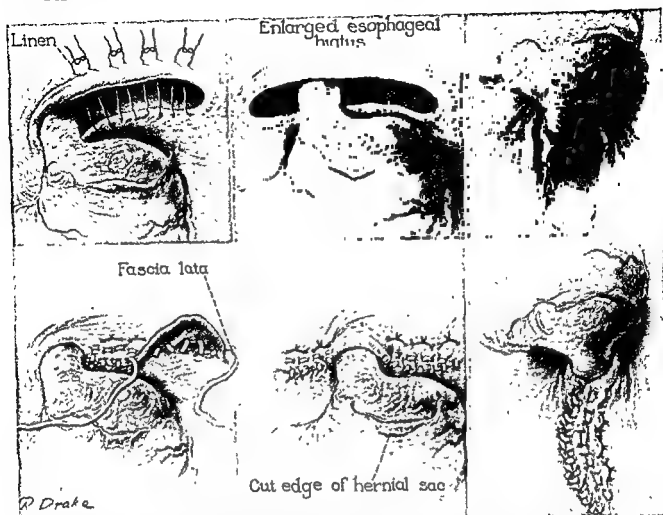 Linen
Enlarged esophageal
hiatus
Fascia lata
Cut edge of hernial sac
R Drake